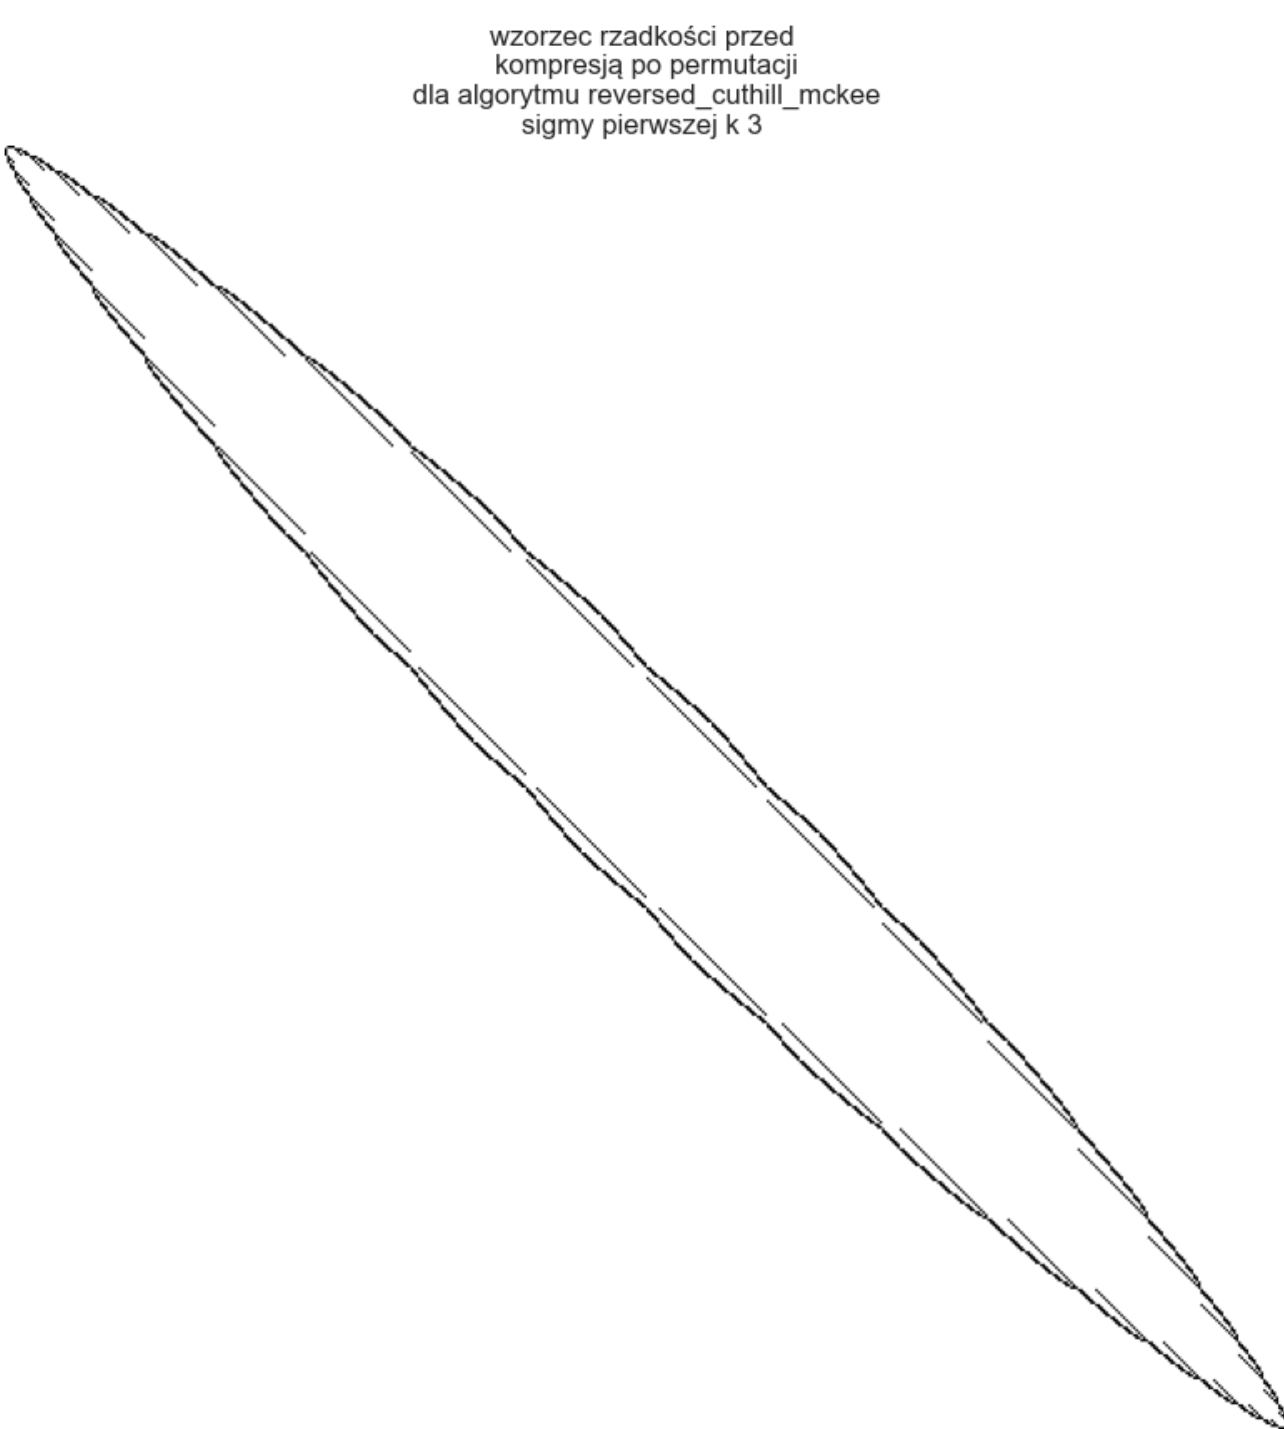 wzorzec rzadkości przed
kompresją po permutacji
dla algorytmu reversed_cuthill_mckee
sigmy pierwszej k 3